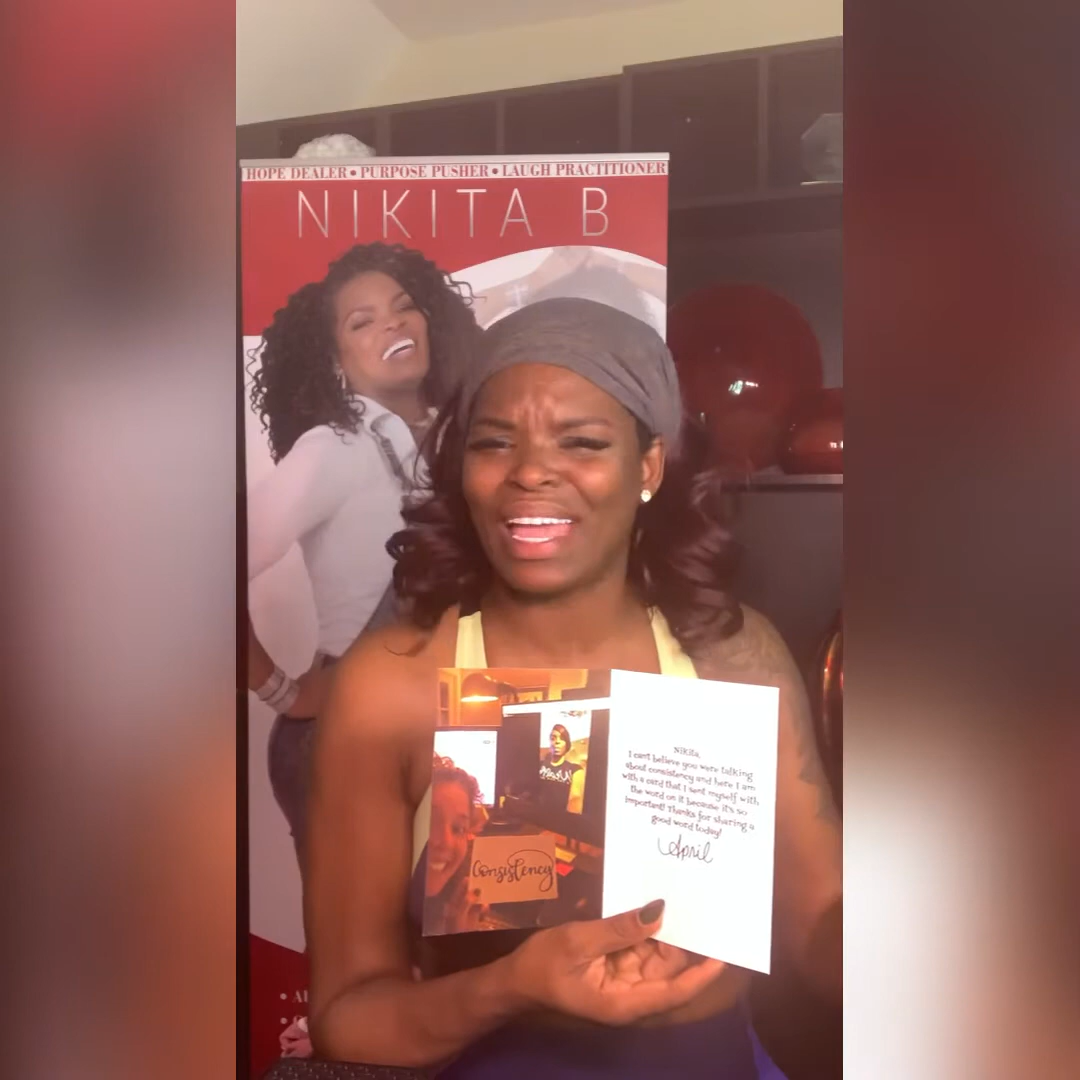 HOPE DEALER • PURPOSE PUSHER • LAUGH PRACTITIONER
NIKITA B
Consistency
Nikita,
I can't believe you were talking
about consistency and here I am
with a card that I sent myself with
the word on it because it's so
important! Thanks for sharing a
good word today!
April